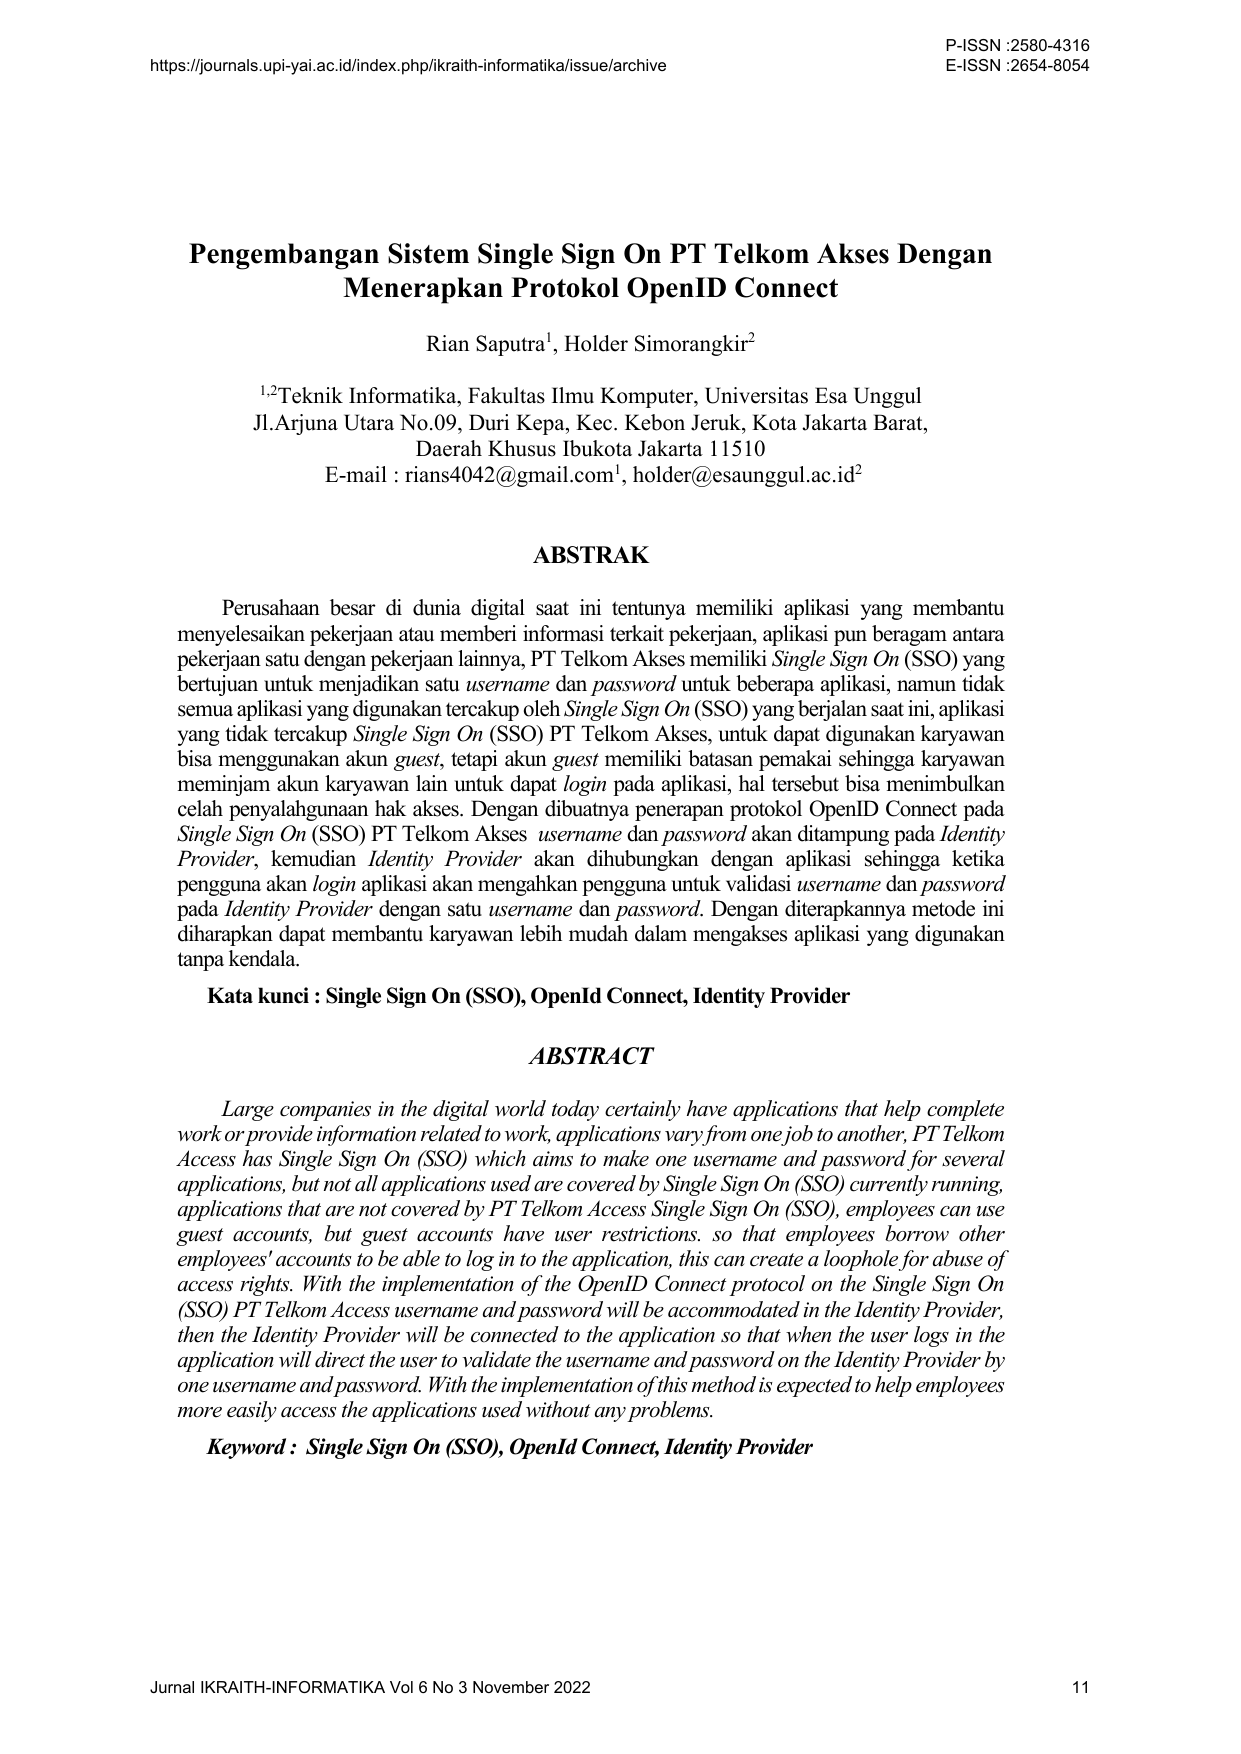 P-ISSN :2580-4316
https://journals.upi-yai.ac.id/index.php/ikraith-informatika/issue/archive
E-ISSN :2654-8054
Pengembangan Sistem Single Sign On PT Telkom Akses Dengan
Menerapkan Protokol OpenID Connect
Rian Saputra1, Holder Simorangkir2
1,2Teknik Informatika, Fakultas Ilmu Komputer, Universitas Esa Unggul
Jl.Arjuna Utara No.09, Duri Kepa, Kec. Kebon Jeruk, Kota Jakarta Barat,
Daerah Khusus Ibukota Jakarta 11510
E-mail : rians4042@gmail.com1, holder@esaunggul.ac.id2
ABSTRAK
Perusahaan besar di dunia digital saat ini tentunya memiliki aplikasi yang membantu
menyelesaikan pekerjaan atau memberi informasi terkait pekerjaan, aplikasi pun beragam antara
pekerjaan satu dengan pekerjaan lainnya, PT Telkom Akses memiliki Single Sign On (SSO) yang
bertujuan untuk menjadikan satu username dan password untuk beberapa aplikasi, namun tidak
semua aplikasi yang digunakan tercakup oleh Single Sign On (SSO) yang berjalan saat ini, aplikasi
yang tidak tercakup Single Sign On (SSO) PT Telkom Akses, untuk dapat digunakan karyawan
bisa menggunakan akun guest, tetapi akun guest memiliki batasan pemakai sehingga karyawan
meminjam akun karyawan lain untuk dapat login pada aplikasi, hal tersebut bisa menimbulkan
celah penyalahgunaan hak akses. Dengan dibuatnya penerapan protokol OpenID Connect pada
Single Sign On (SSO) PT Telkom Akses username dan password akan ditampung pada Identity
Provider, kemudian Identity Provider akan dihubungkan dengan aplikasi sehingga ketika
pengguna akan login aplikasi akan mengahkan pengguna untuk validasi username dan password
pada Identity Provider dengan satu username dan password. Dengan diterapkannya metode ini
diharapkan dapat membantu karyawan lebih mudah dalam mengakses aplikasi yang digunakan
tanpa kendala.
Kata kunci : Single Sign On (SSO), OpenId Connect, Identity Provider
ABSTRACT
Large companies in the digital world today certainly have applications that help complete
work or provide information related to work, applications vary from one job to another, PT Telkom
Access has Single Sign On (SSO) which aims to make one username and password for several
applications, but not all applications used are covered by Single Sign On (SSO) currently running,
applications that are not covered by PT Telkom Access Single Sign On (SSO), employees can use
guest accounts, but guest accounts have user restrictions. so that employees borrow other
employees' accounts to be able to log in to the application, this can create a loophole for abuse of
access rights. With the implementation of the OpenID Connect protocol on the Single Sign On
(SSO) PT Telkom Access username and password will be accommodated in the Identity Provider,
then the Identity Provider will be connected to the application so that when the user logs in the
application will direct the user to validate the username and password on the Identity Provider by
one username and password. With the implementation of this method is expected to help employees
more easily access the applications used without any problems.
Keyword : Single Sign On (SSO), OpenId Connect, Identity Provider
Jurnal IKRAITH-INFORMATIKA Vol 6 No 3 November 2022
11